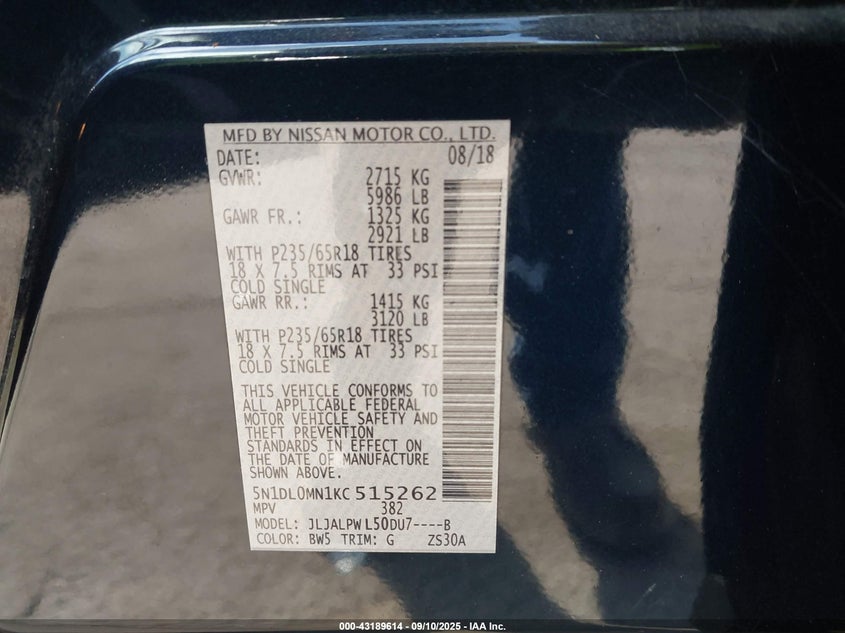 MFD BY NISSAN MOTOR CO., LTD.
DATE: 08/18
GVWR: 2715 KG
5986 LB
GAWR FR.: 1325 KG
2921 LB
WITH P235/65R18 TIRES
18 X 7.5 RIMS AT 33 PSI
COLD SINGLE
GAWR RR.: 1415 KG
3120 LB
WITH P235/65R18 TIRES
18 X 7.5 RIMS AT 33 PSI
COLD SINGLE
THIS VEHICLE CONFORMS TO
ALL APPLICABLE FEDERAL
MOTOR VEHICLE SAFETY AND
THEFT PREVENTION
STANDARDS IN EFFECT ON
THE DATE OF MANUFACTURE
SHOWN ABOVE.
5N1DL0MN1KC515262
MPV 382
MODEL: JLJALPWL50DU7----B
COLOR: BW5 TRIM: G ZS30A
000-43189614 - 09/10/2025 - IAA Inc.